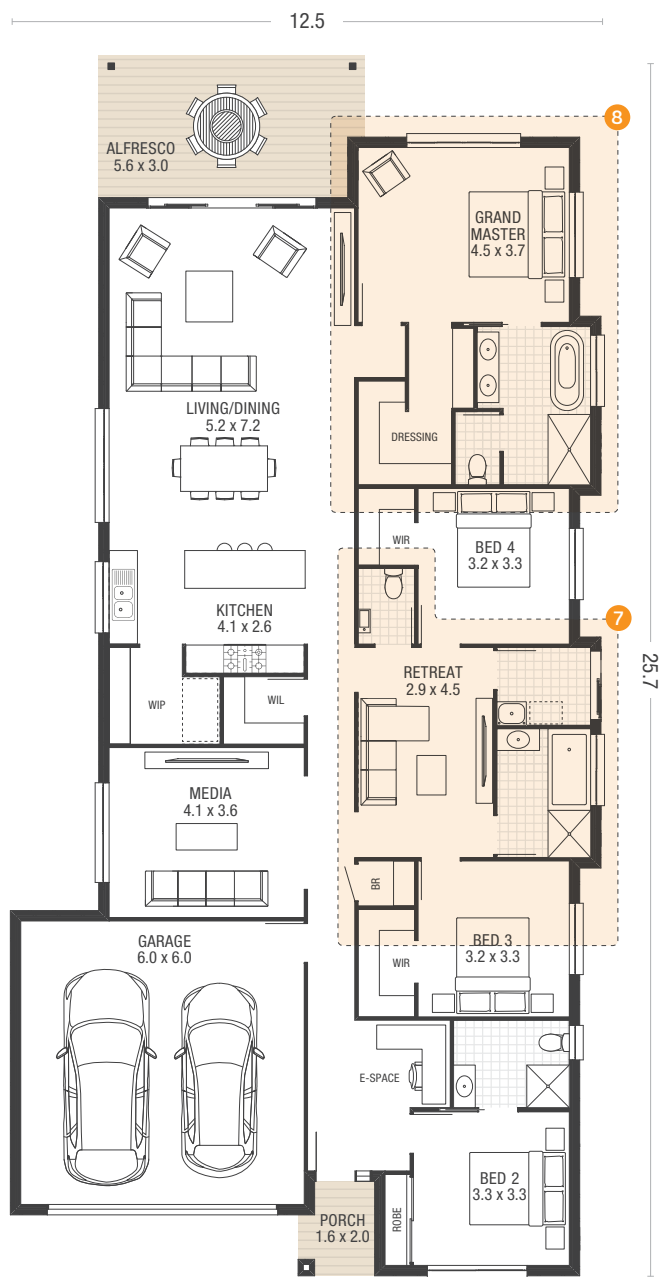 12.5
8
ALFRESCO
5.6 x 3.0
GRAND
MASTER
4.5 x 3.7
LIVING/DINING
5.2 x 7.2
DRESSING
WIR
BED 4
3.2 x 3.3
KITCHEN
4.1 x 2.6
7
25.7
RETREAT
2.9 x 4.5
WIP
WIL
MEDIA
4.1 x 3.6
BR
GARAGE
6.0 x 6.0
WIR
BED 3
3.2 x 3.3
E-SPACE
BED 2
3.3 x 3.3
ROBE
PORCH
1.6 x 2.0